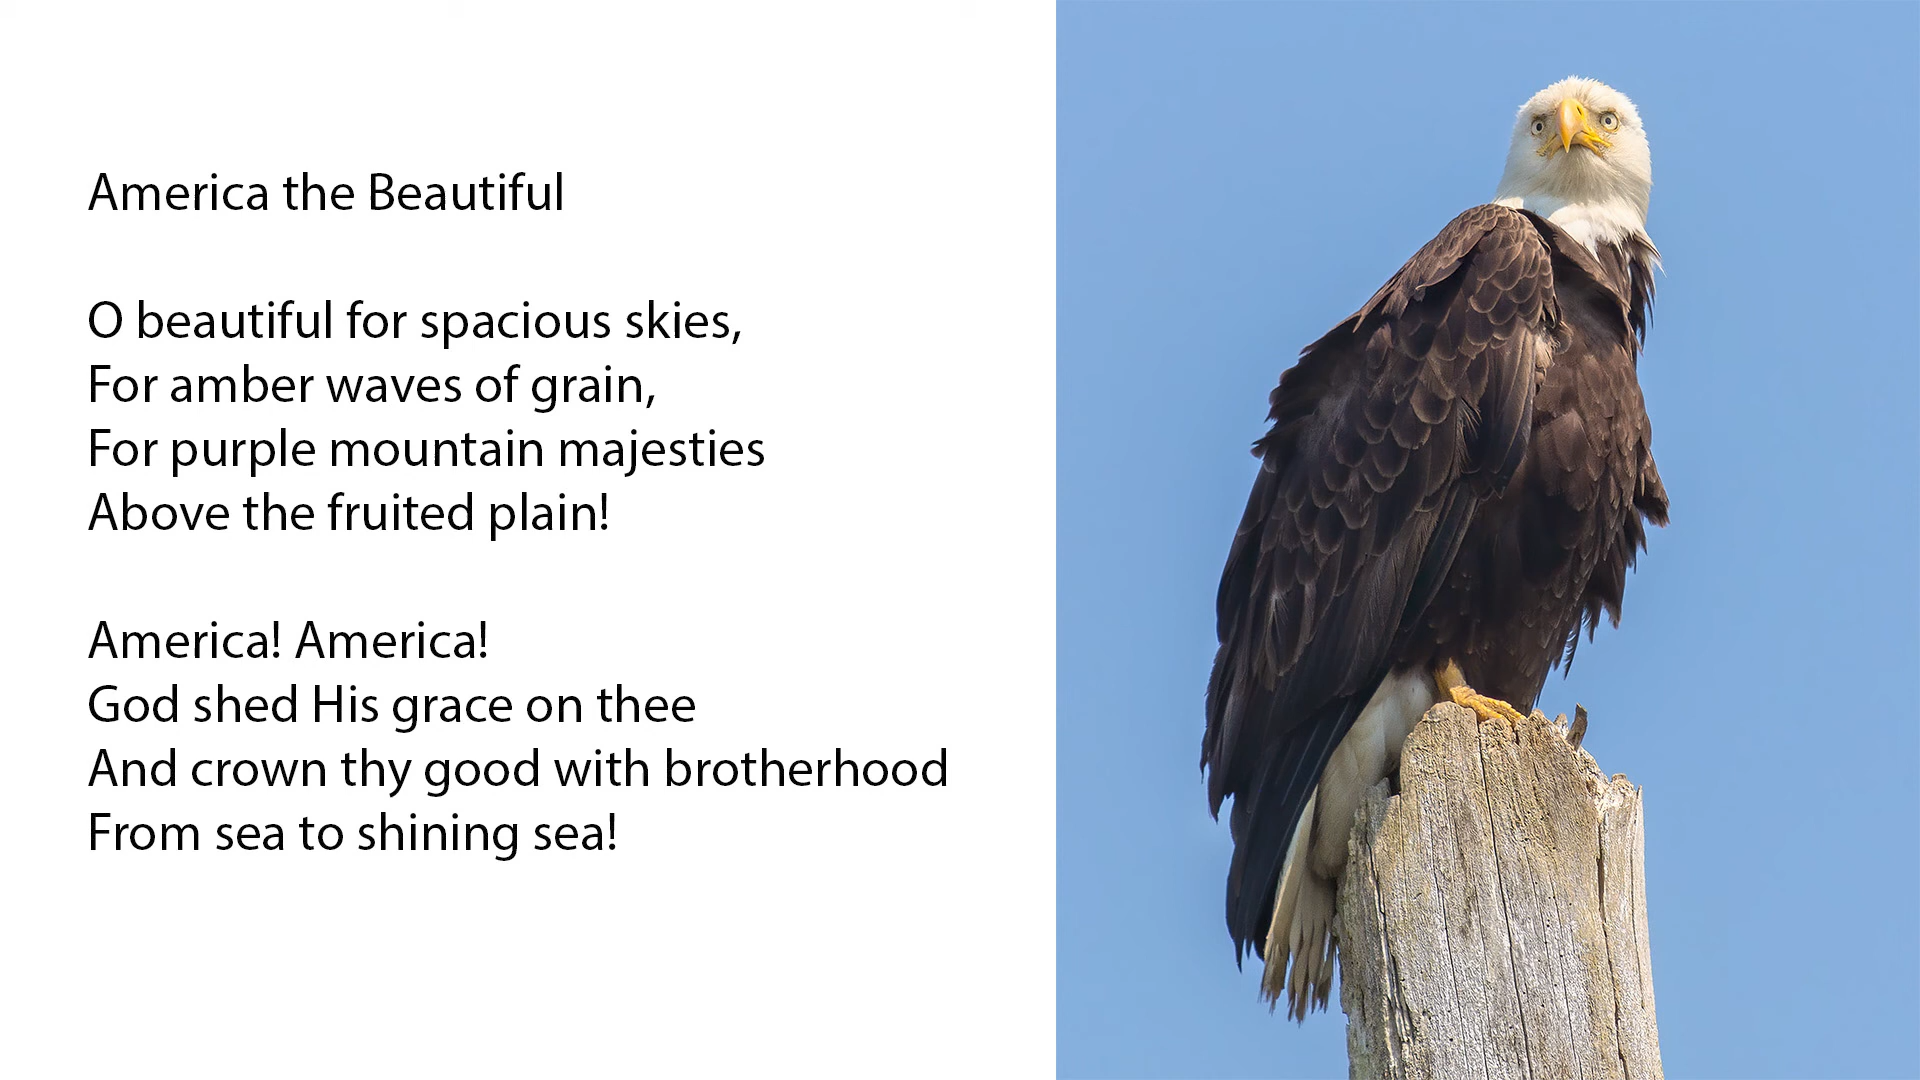 America the Beautiful
O beautiful for spacious skies,
For amber waves of grain,
For purple mountain majesties
Above the fruited plain!
America! America!
God shed His grace on thee
And crown thy good with brotherhood
From sea to shining sea!